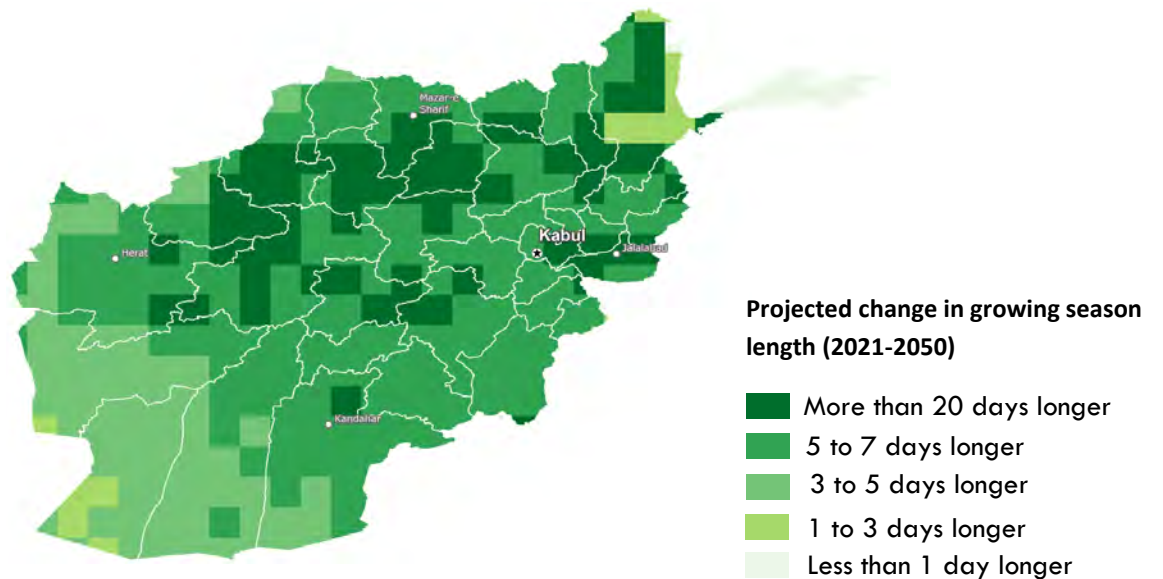 Mazar-e
Sharif
Kabul
Jalalabad
Herat
Kandahar
Projected change in growing season
length (2021-2050)
More than 20 days longer
5 to 7 days longer
3 to 5 days longer
1 to 3 days longer
Less than 1 day longer